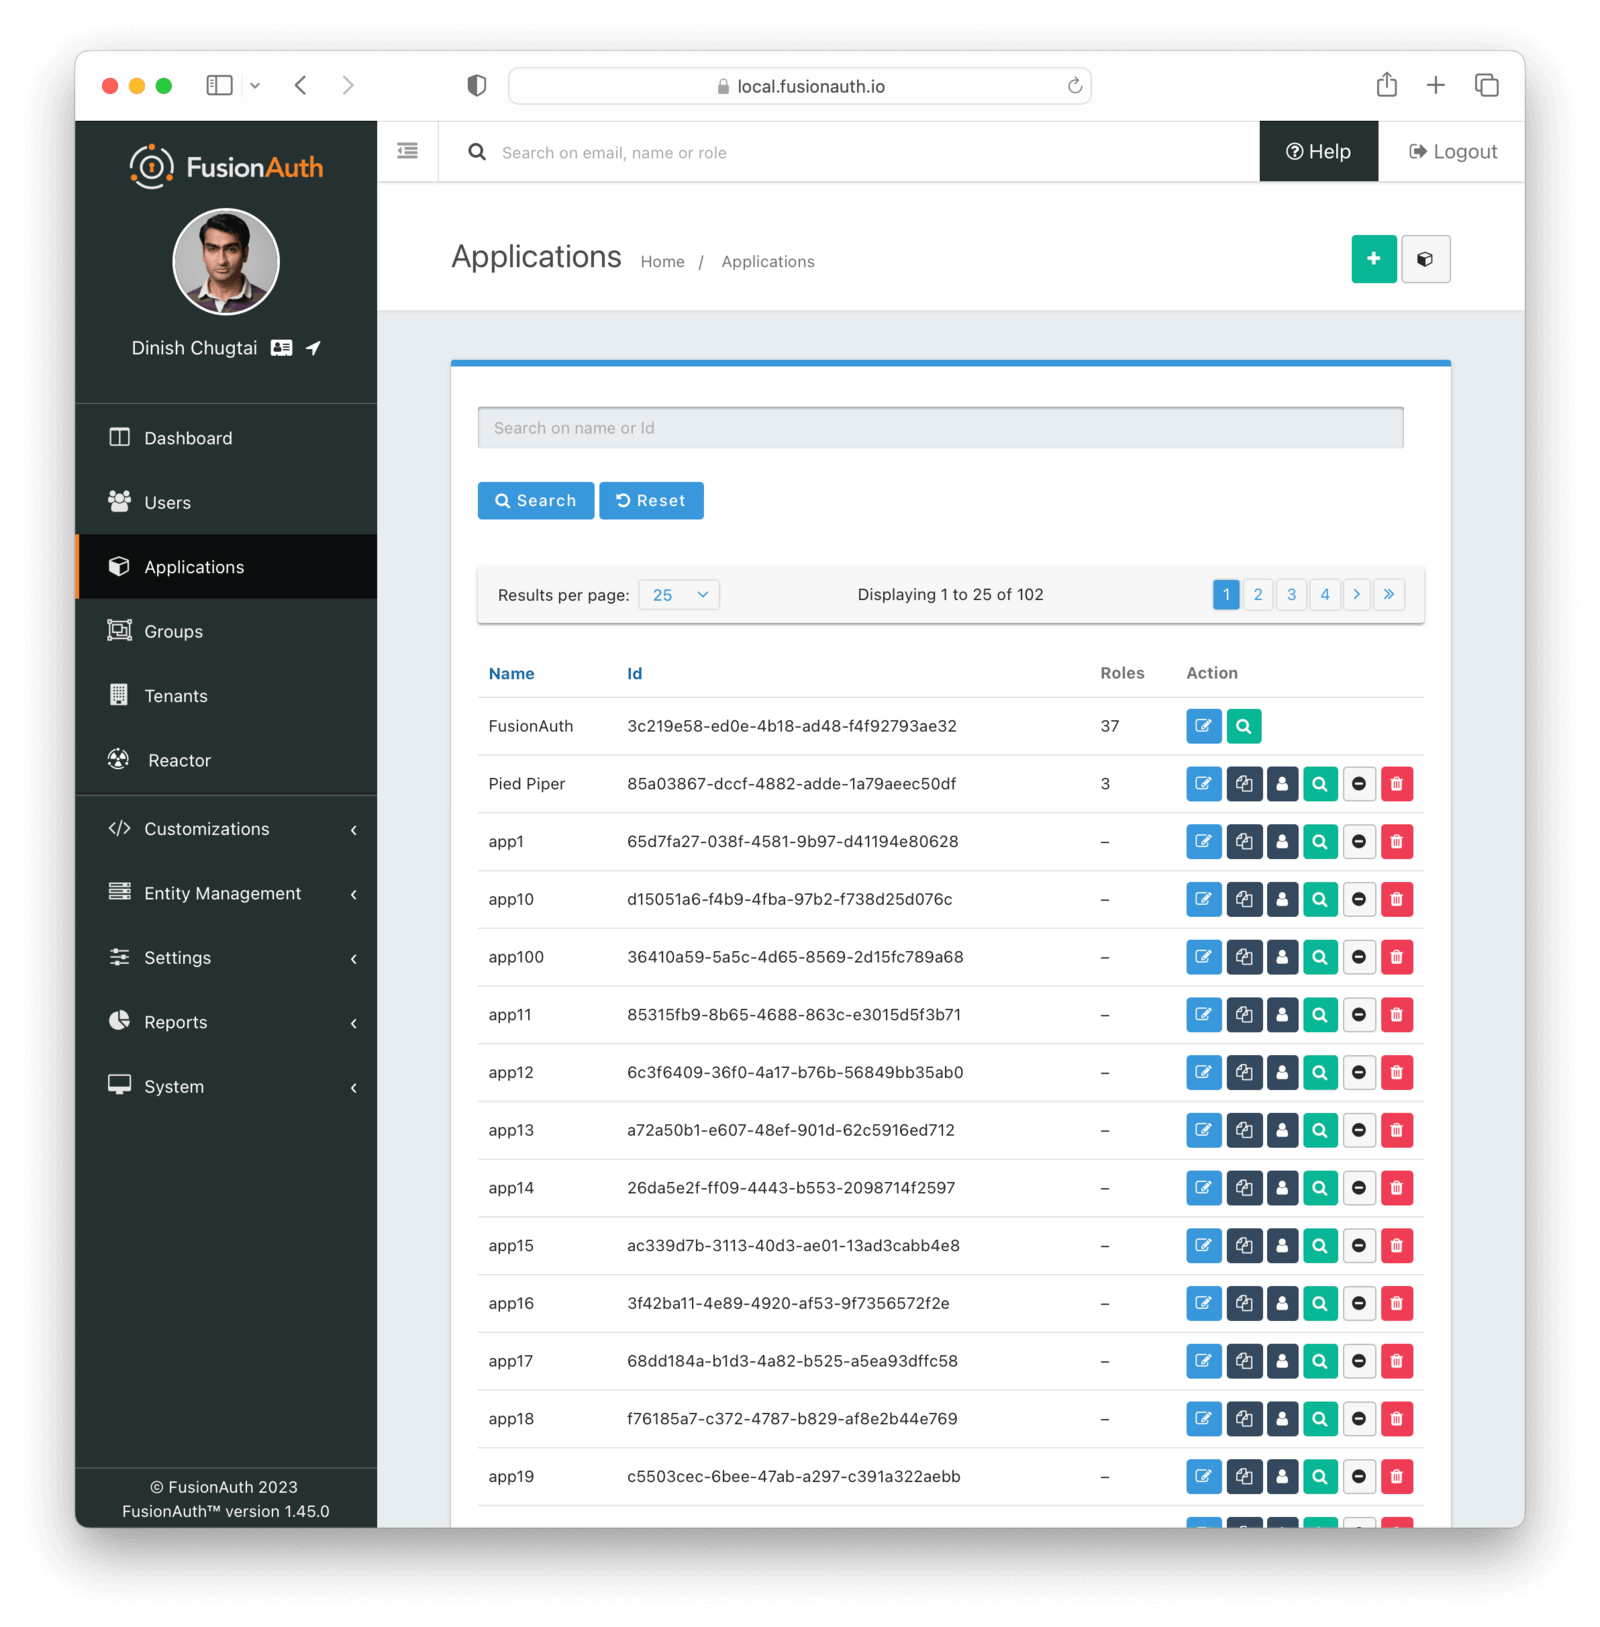 local.fusionauth.io
FusionAuth
Search on email, name or role
Help
Logout
Dinish Chugtai
Applications
Home / Applications
Dashboard
Users
Applications
Groups
Tenants
Reactor
Customizations
Entity Management
Settings
Reports
System
© FusionAuth 2023
FusionAuth™ version 1.45.0
Search on name or Id
Search
Reset
Results per page: 25
Displaying 1 to 25 of 102
1 2 3 4 › »
Name Id Roles Action
FusionAuth 3c219e58-ed0e-4b18-ad48-f4f92793ae32 37
Pied Piper 85a03867-dccf-4882-adde-1a79aeec50df 3
app1 65d7fa27-038f-4581-9b97-d41194e80628 –
app10 d15051a6-f4b9-4fba-97b2-f738d25d076c –
app100 36410a59-5a5c-4d65-8569-2d15fc789a68 –
app11 85315fb9-8b65-4688-863c-e3015d5f3b71 –
app12 6c3f6409-36f0-4a17-b76b-56849bb35ab0 –
app13 a72a50b1-e607-48ef-901d-62c5916ed712 –
app14 26da5e2f-ff09-4443-b553-2098714f2597 –
app15 ac339d7b-3113-40d3-ae01-13ad3cabb4e8 –
app16 3f42ba11-4e89-4920-af53-9f7356572f2e –
app17 68dd184a-b1d3-4a82-b525-a5ea93dffc58 –
app18 f76185a7-c372-4787-b829-af8e2b44e769 –
app19 c5503cec-6bee-47ab-a297-c391a322aebb –